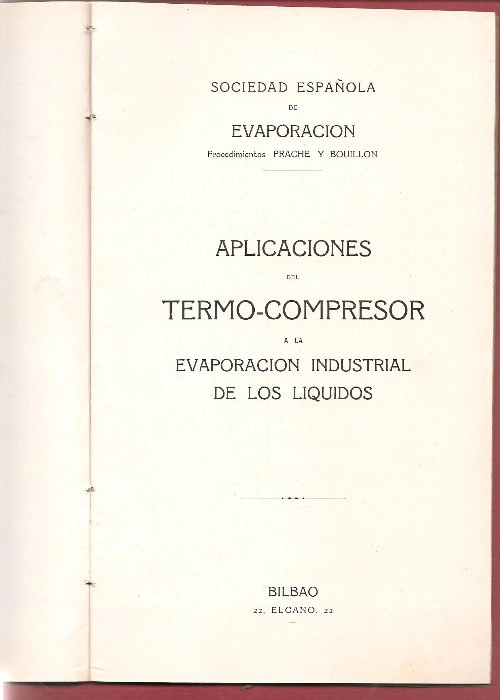 SOCIEDAD ESPAÑOLA
DE
EVAPORACION
Procedimientos PRACHE Y BOUILLON
APLICACIONES
DEL
TERMO-COMPRESOR
A LA
EVAPORACION INDUSTRIAL
DE LOS LIQUIDOS
BILBAO
22, ELCANO, 22